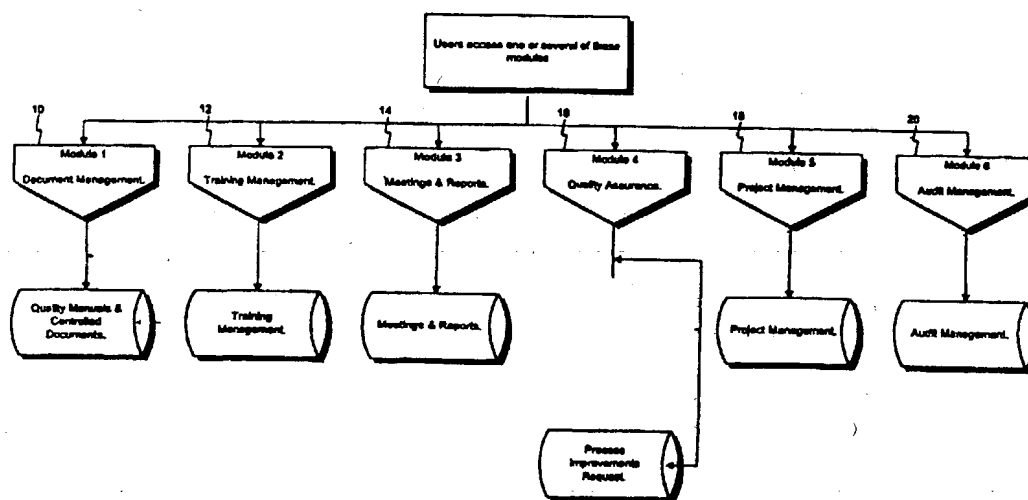 Users access one or several of these
modules
10
12
14
16
18
20
Module 1
Document Management.
Module 2
Training Management.
Module 3
Meetings & Reports.
Module 4
Quality Assurance.
Module 5
Project Management.
Module 6
Audit Management.
Quality Manuals &
Controlled
Documents.
Training
Management.
Meetings & Reports.
Project Management.
Audit Management.
Process
Improvements
Request.